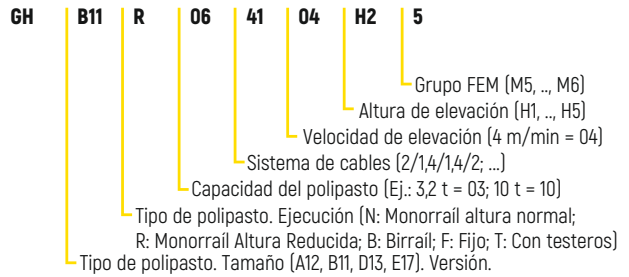 GH B11 R 06 41 04 H2 5
Grupo FEM (M5, .., M6)
Altura de elevación (H1, .., H5)
Velocidad de elevación (4 m/min = 04)
Sistema de cables (2/1,4/1,4/2; ...)
Capacidad del polipasto (Ej.: 3,2 t = 03; 10 t = 10)
Tipo de polipasto. Ejecución (N: Monorraíl altura normal;
R: Monorraíl Altura Reducida; B: Birraíl; F: Fijo; T: Con testeros)
Tipo de polipasto. Tamaño (A12, B11, D13, E17). Versión.